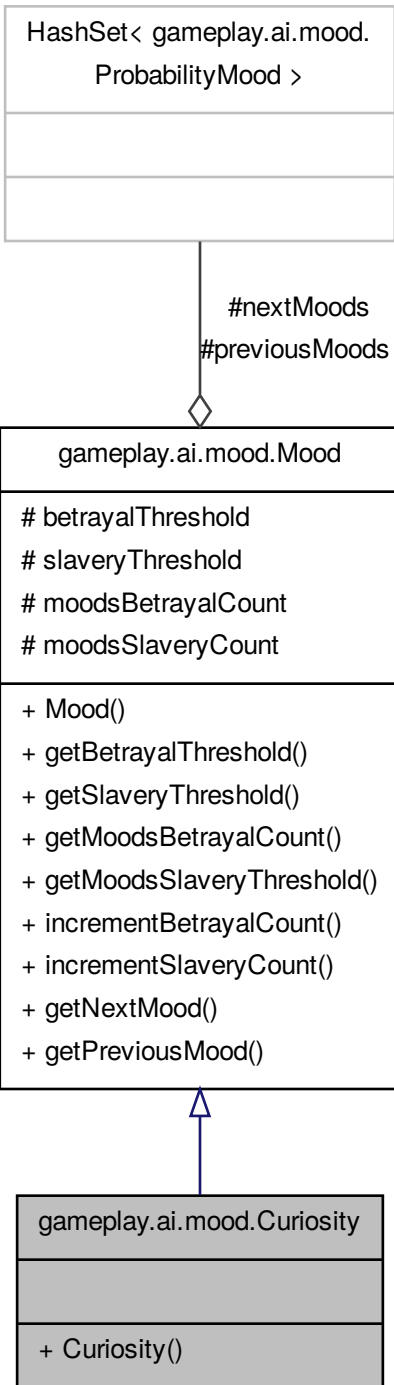 HashSet< gameplay.ai.mood.
ProbabilityMood >
#nextMoods
#previousMoods
gameplay.ai.mood.Mood
# betrayalThreshold
# slaveryThreshold
# moodsBetrayalCount
# moodsSlaveryCount
+ Mood()
+ getBetrayalThreshold()
+ getSlaveryThreshold()
+ getMoodsBetrayalCount()
+ getMoodsSlaveryThreshold()
+ incrementBetrayalCount()
+ incrementSlaveryCount()
+ getNextMood()
+ getPreviousMood()
gameplay.ai.mood.Curiosity
+ Curiosity()